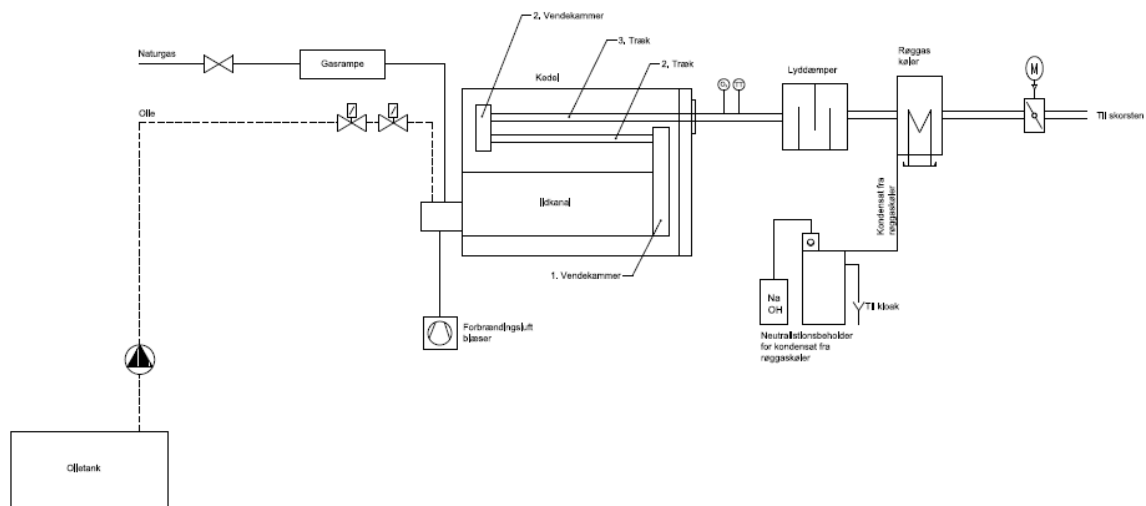 2. Vendekammer
Naturgas
Gasrampe
3. Træk
2. Træk
Kedel
Lyddæmper
Røggas
køler
M
Olie
Til skorsten
Ildkanal
Kondensat fra
røggaskøler
1. Vendekammer
Na
OH
Til kloak
Forbrændingsluft
blæser
Neutralistionsbeholder
for kondensat fra
røggaskøler
Olietank